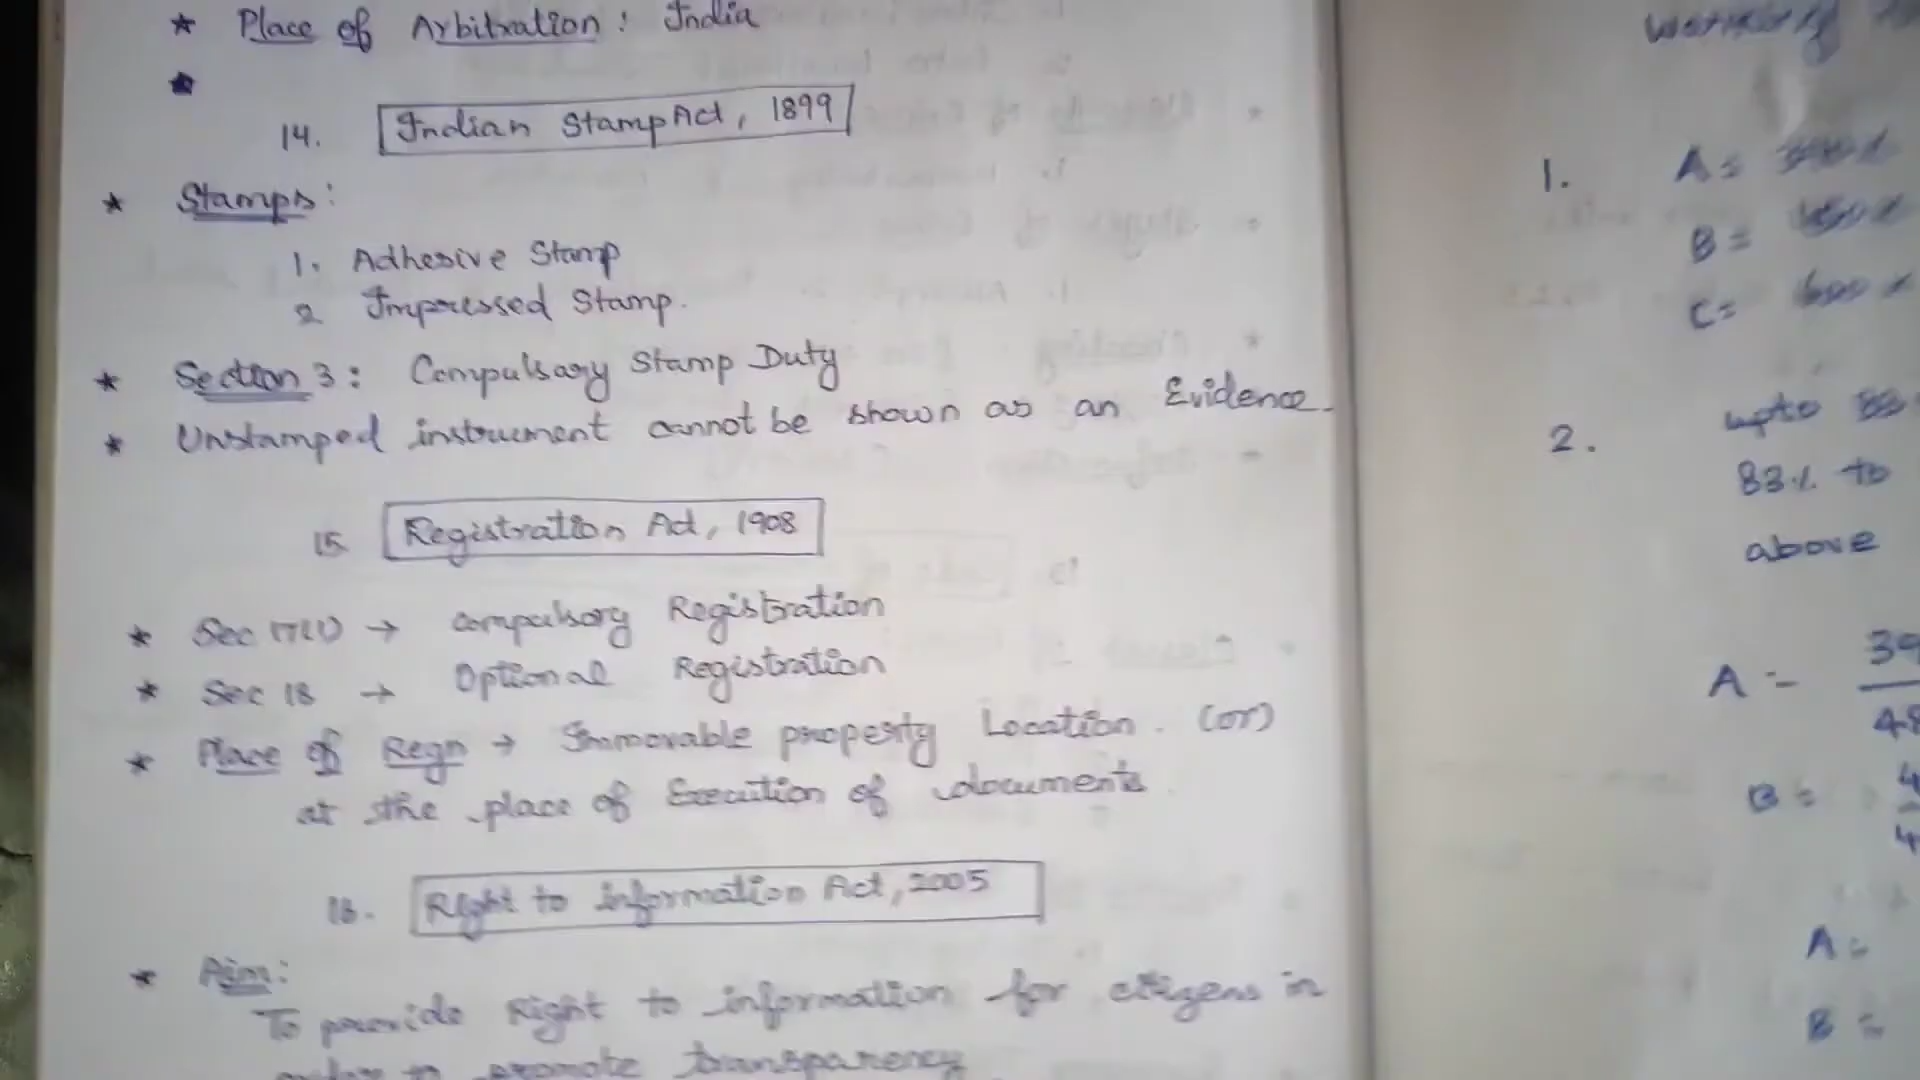 * Place of Arbitration : India
*
14. Indian Stamp Act, 1899
* Stamps:
1. Adhesive Stamp
2 Impressed Stamp.
* Section 3: Compulsory Stamp Duty
* Unstamped instrument cannot be shown as an Evidence.
15 Registration Act, 1908
* Sec 17(1) → compulsory Registration
* Sec 18 → Optional Registration
* Place of Regn → Immovable property Location. (or)
at the place of Execution of documents
16. Right to information Act, 2005
* Aim:
To provide Right to information for citizens in
order to promote transparency
working
1. A=
B=
C=
2. upto
83% to
above
A =
B =
A =
B =